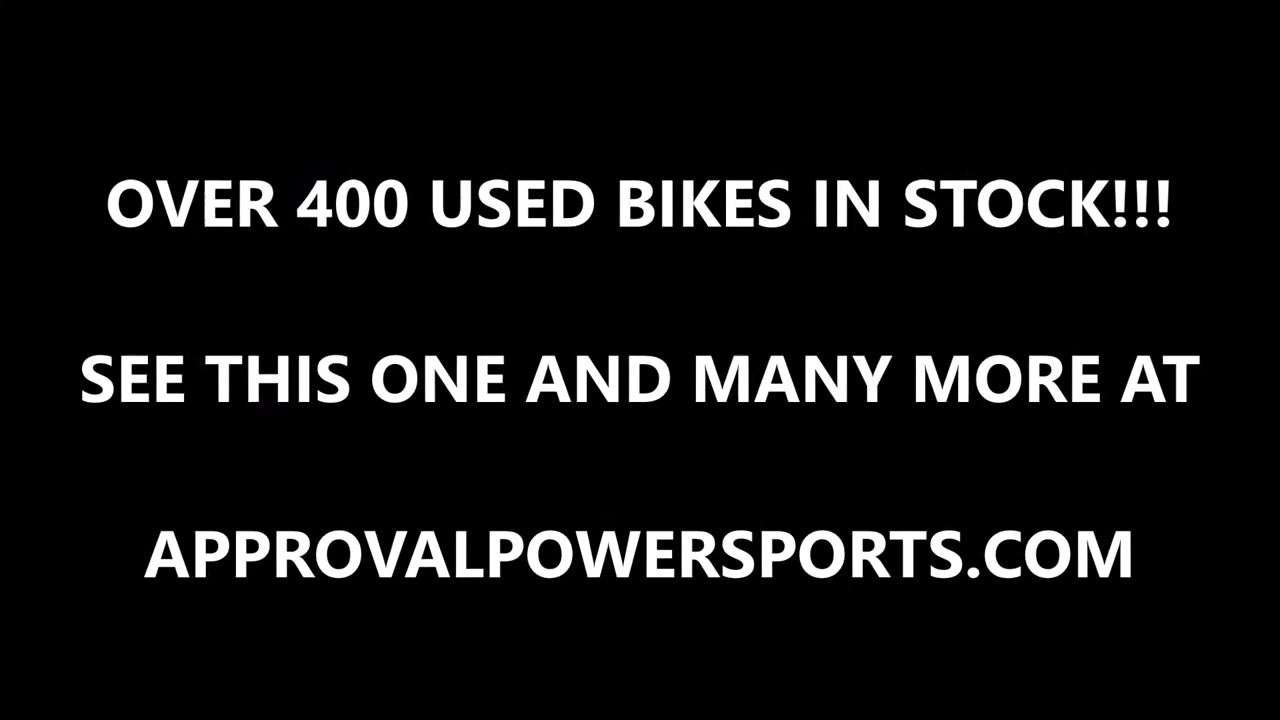 OVER 400 USED BIKES IN STOCK!!!
SEE THIS ONE AND MANY MORE AT
APPROVALPOWERSPORTS.COM